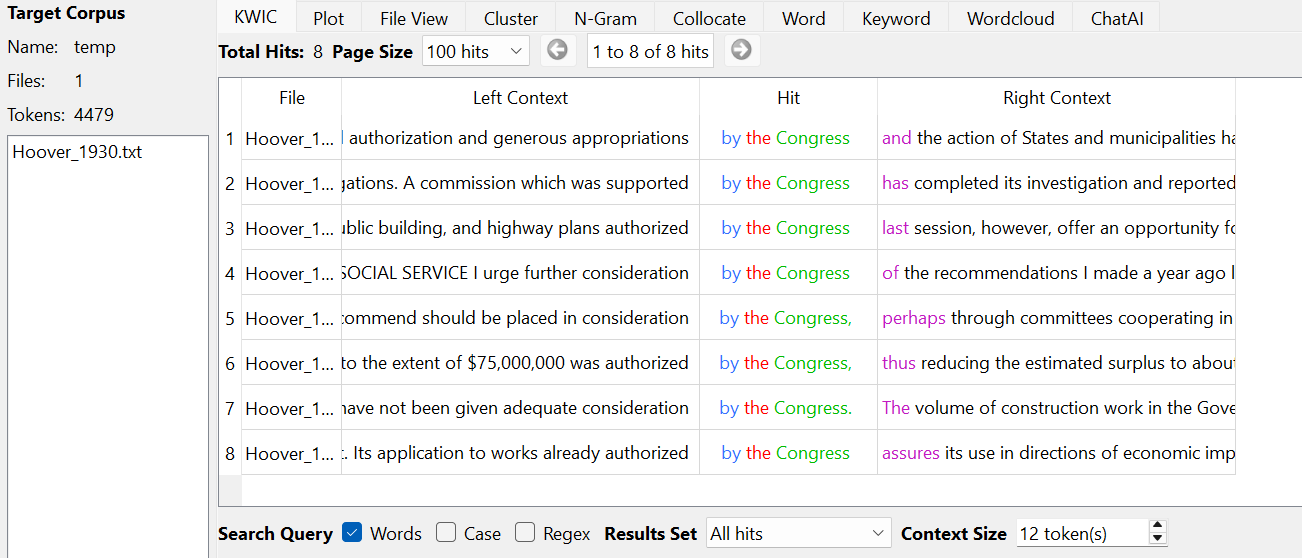 Target Corpus
Name: temp
Files: 1
Tokens: 4479
Hoover_1930.txt
KWIC Plot File View Cluster N-Gram Collocate Word Keyword Wordcloud ChatAI
Total Hits: 8 Page Size 100 hits 1 to 8 of 8 hits
File Left Context Hit Right Context
1 Hoover_1... authorization and generous appropriations by the Congress and the action of States and municipalities
2 Hoover_1... A commission which was supported by the Congress has completed its investigation and reported
3 Hoover_1... building, and highway plans authorized by the Congress last session, however, offer an opportunity
4 Hoover_1... SOCIAL SERVICE I urge further consideration by the Congress of the recommendations I made a year ago
5 Hoover_1... should be placed in consideration by the Congress, perhaps through committees cooperating in
6 Hoover_1... to the extent of $75,000,000 was authorized by the Congress, thus reducing the estimated surplus to
7 Hoover_1... have not been given adequate consideration by the Congress. The volume of construction work in the
8 Hoover_1... Its application to works already authorized by the Congress assures its use in directions of economic
Search Query Words Case Regex Results Set All hits Context Size 12 token(s)